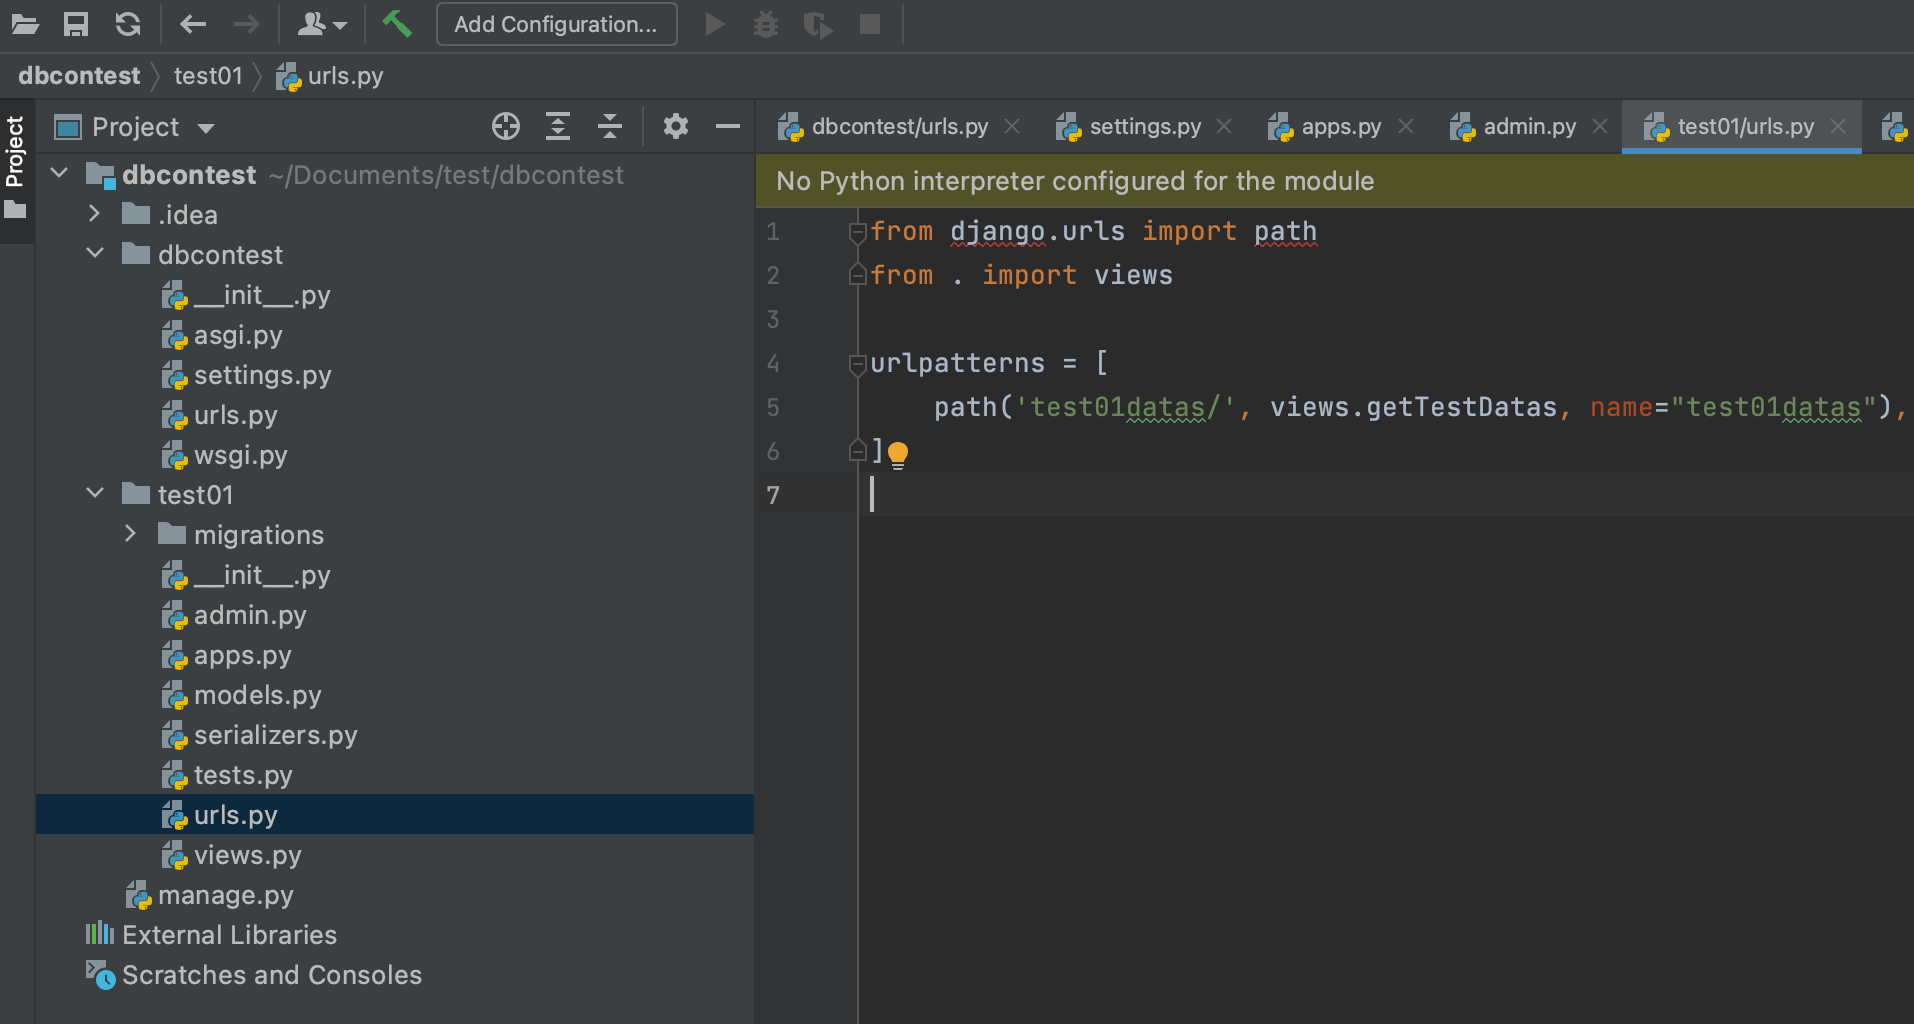 Add Configuration...
dbcontest test01 urls.py
Project
Project
dbcontest/urls.py settings.py apps.py admin.py test01/urls.py
dbcontest ~/Documents/test/dbcontest
.idea
dbcontest
__init__.py
asgi.py
settings.py
urls.py
wsgi.py
test01
migrations
__init__.py
admin.py
apps.py
models.py
serializers.py
tests.py
urls.py
views.py
manage.py
External Libraries
Scratches and Consoles
No Python interpreter configured for the module
1 from django.urls import path
2 from . import views
3
4 urlpatterns = [
5 path('test01datas/', views.getTestDatas, name="test01datas"),
6 ]
7